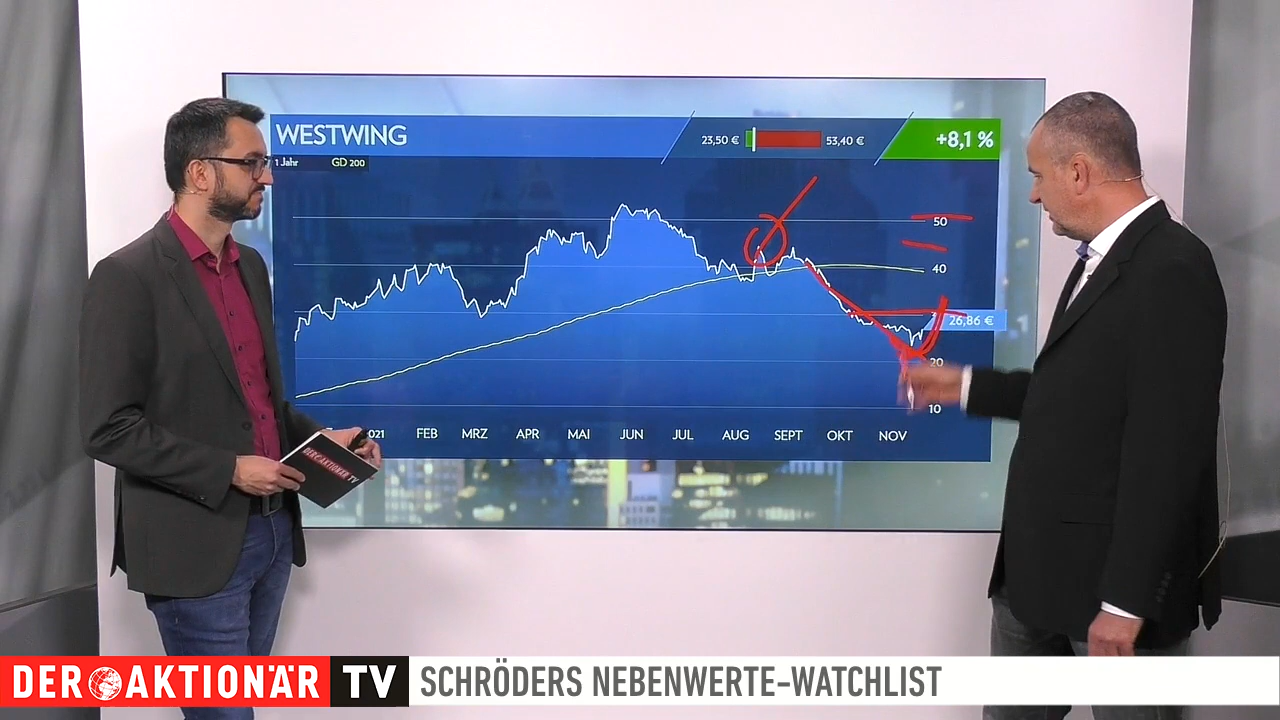 WESTWING
23,50 € 53,40 €
+8,1 %
1 Jahr GD 200
50
40
26,86 €
20
10
2021 FEB MRZ APR MAI JUN JUL AUG SEPT OKT NOV
DER AKTIONÄR TV
DER AKTIONÄR TV SCHRÖDERS NEBENWERTE-WATCHLIST